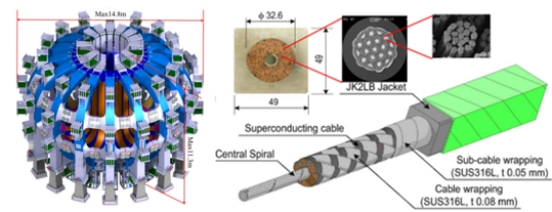 Max14.8m
Max11.3m
ϕ 32.6
49
49
JK2LB Jacket
Superconducting cable
Central Spiral
Sub-cable wrapping
(SUS316L, t 0.05 mm)
Cable wrapping
(SUS316L, t 0.08 mm)